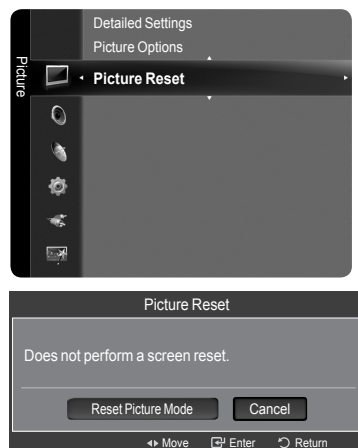 Picture
Detailed Settings
Picture Options
Picture Reset
Picture Reset
Does not perform a screen reset.
Reset Picture Mode Cancel
Move Enter Return